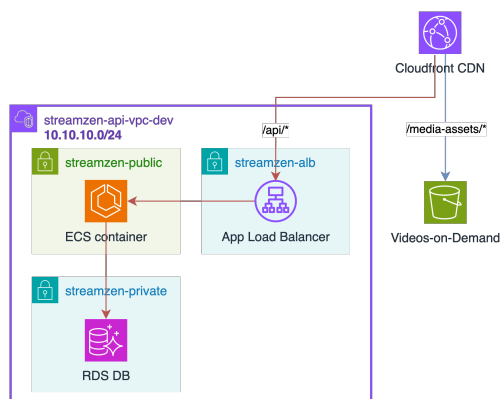 Cloudfront CDN
streamzen-api-vpc-dev
10.10.10.0/24
/api/*
/media-assets/*
streamzen-public
streamzen-alb
ECS container
App Load Balancer
Videos-on-Demand
streamzen-private
RDS DB